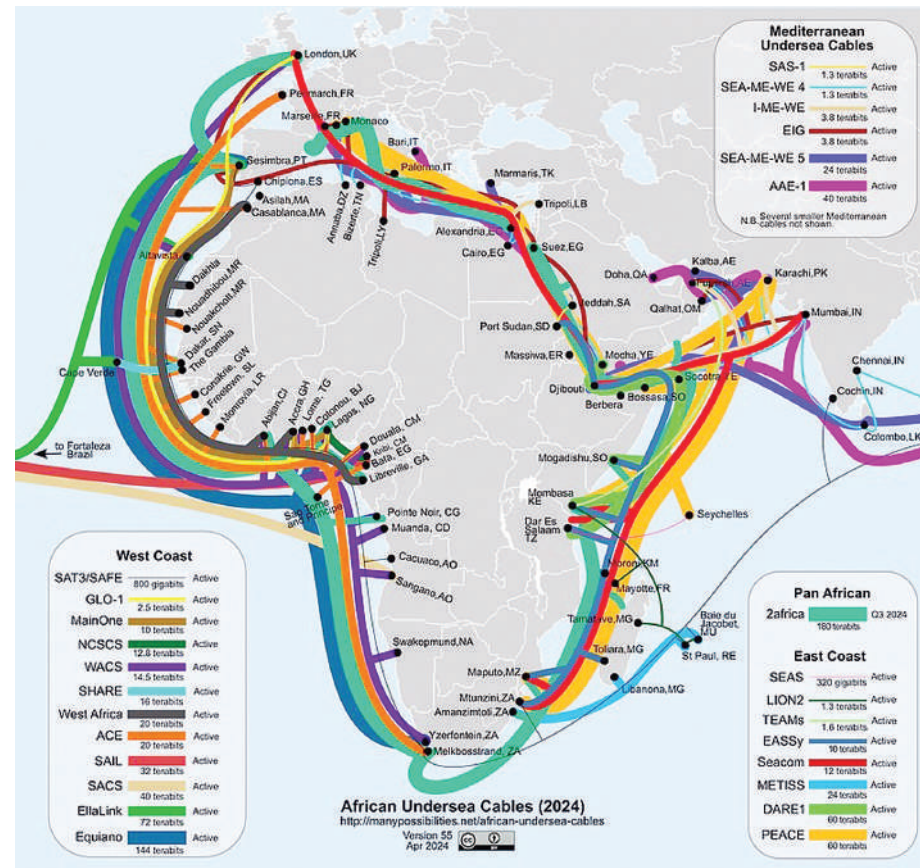 Mediterranean
Undersea Cables
SAS-1 Active
1.3 terabits
SEA-ME-WE 4 Active
1.3 terabits
I-ME-WE Active
3.8 terabits
EIG Active
3.8 terabits
SEA-ME-WE 5 Active
24 terabits
AAE-1 Active
40 terabits
N.B. Several smaller Mediterranean
cables not shown.
London,UK
Penmarch,FR
Marseille,FR
Monaco
Bari,IT
Sesimbra,PT
Palermo,IT
Chipiona,ES
Marmaris,TK
Asilah,MA
Casablanca,MA
Annaba,DZ
Bizerte,TN
Tripoli,LY
Tripoli,LB
Alexandria,EG
Cairo,EG
Suez,EG
Altavista
Kalba,AE
Doha,QA
Karachi,PK
Qalhat,OM
Dakhla
Nouadhibou,MR
Nouakchott,MR
Jeddah,SA
Mumbai,IN
Port Sudan,SD
Dakar,SN
The Gambia
Cape Verde
Massiwa,ER
Mocha,YE
Chennai,IN
Conakrie,GW
Freetown,SL
Monrovia,LR
Djibouti
Berbera
Bossasa,SO
Socotra,YE
Cochin,IN
Colombo,LK
Abjian,CI
Accra,GH
Lome,TG
Cotonou,BJ
Lagos,NG
Douala,CM
Kribi,CM
Bata,EG
Libreville,GA
to Fortaleza
Brazil
Mogadishu,SO
Sao Tome
and Principe
Pointe Noir,CG
Muanda,CD
Mombasa
KE
Dar Es
Salaam
TZ
Seychelles
Cacuaco,AO
Sangano,AO
Moroni,KM
Mayotte,FR
Tamatave,MG
Baie du
Jacobet,
MU
St Paul, RE
Swakopmund,NA
Toliara,MG
Libanona,MG
Maputo,MZ
Mtunzini,ZA
Amanzimtoli,ZA
Yzerfontein,ZA
Melkbosstrand, ZA
West Coast
SAT3/SAFE Active
800 gigabits
GLO-1 Active
2.5 terabits
MainOne Active
10 terabits
NCSCS Active
12.8 terabits
WACS Active
14.5 terabits
SHARE Active
16 terabits
West Africa Active
20 terabits
ACE Active
20 terabits
SAIL Active
32 terabits
SACS Active
40 terabits
EllaLink Active
72 terabits
Equiano Active
144 terabits
Pan African
2africa Q3 2024
180 terabits
East Coast
SEAS Active
320 gigabits
LION2 Active
1.3 terabits
TEAMs Active
1.6 terabits
EASSy Active
10 terabits
Seacom Active
12 terabits
METISS Active
24 terabits
DARE1 Active
60 terabits
PEACE Active
60 terabits
African Undersea Cables (2024)
http://manypossibilities.net/african-undersea-cables
Version 55
Apr 2024
cc
BY